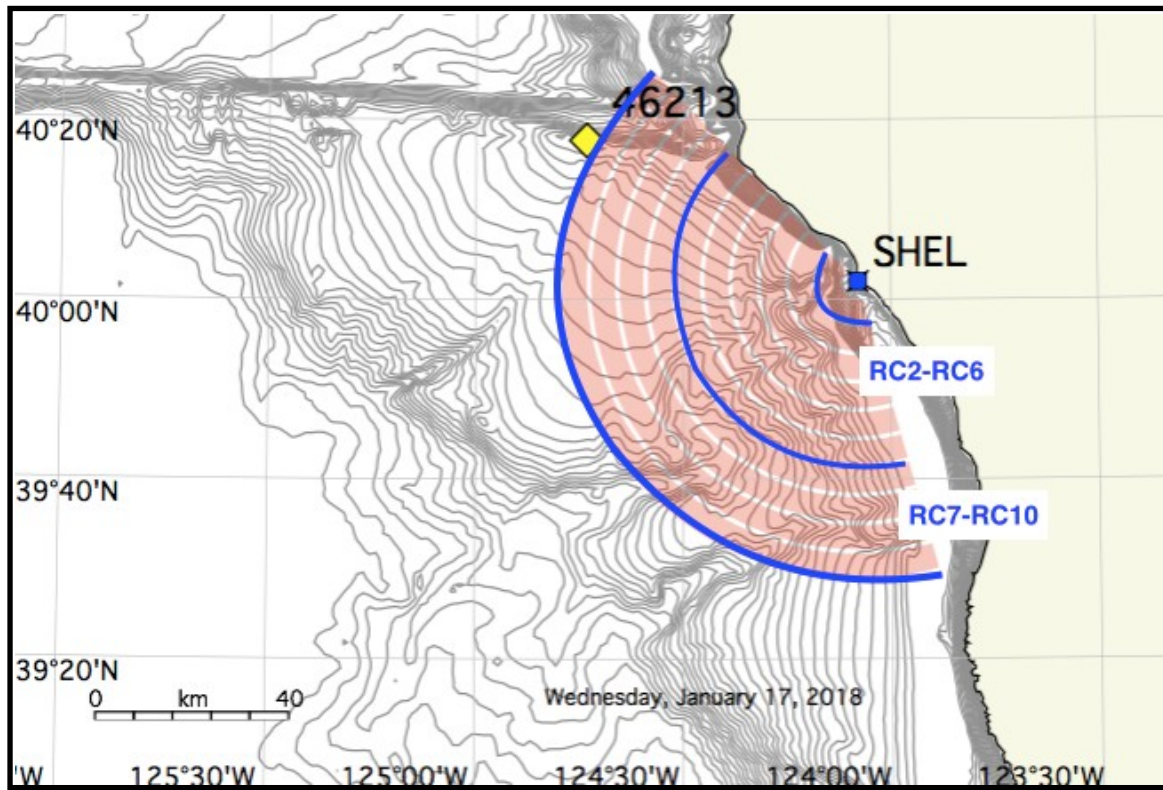 46213
40°20'N
SHEL
40°00'N
RC2-RC6
39°40'N
RC7-RC10
39°20'N
0 km 40
Wednesday, January 17, 2018
'W 125°30'W 125°00'W 124°30'W 124°00'W 123°30'W